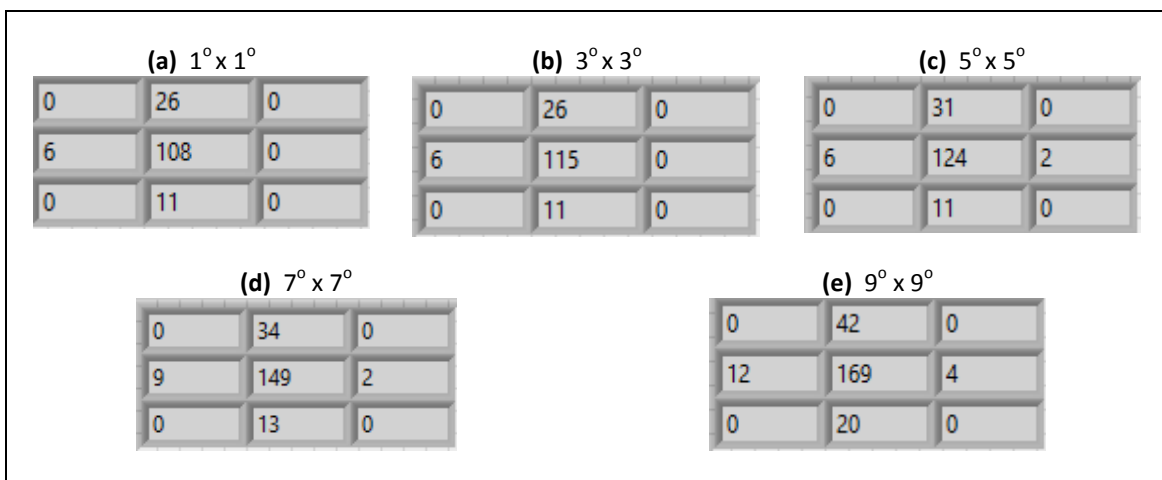 (a) 1° x 1°
0 26 0
6 108 0
0 11 0
(b) 3° x 3°
0 26 0
6 115 0
0 11 0
(c) 5° x 5°
0 31 0
6 124 2
0 11 0
(d) 7° x 7°
0 34 0
9 149 2
0 13 0
(e) 9° x 9°
0 42 0
12 169 4
0 20 0